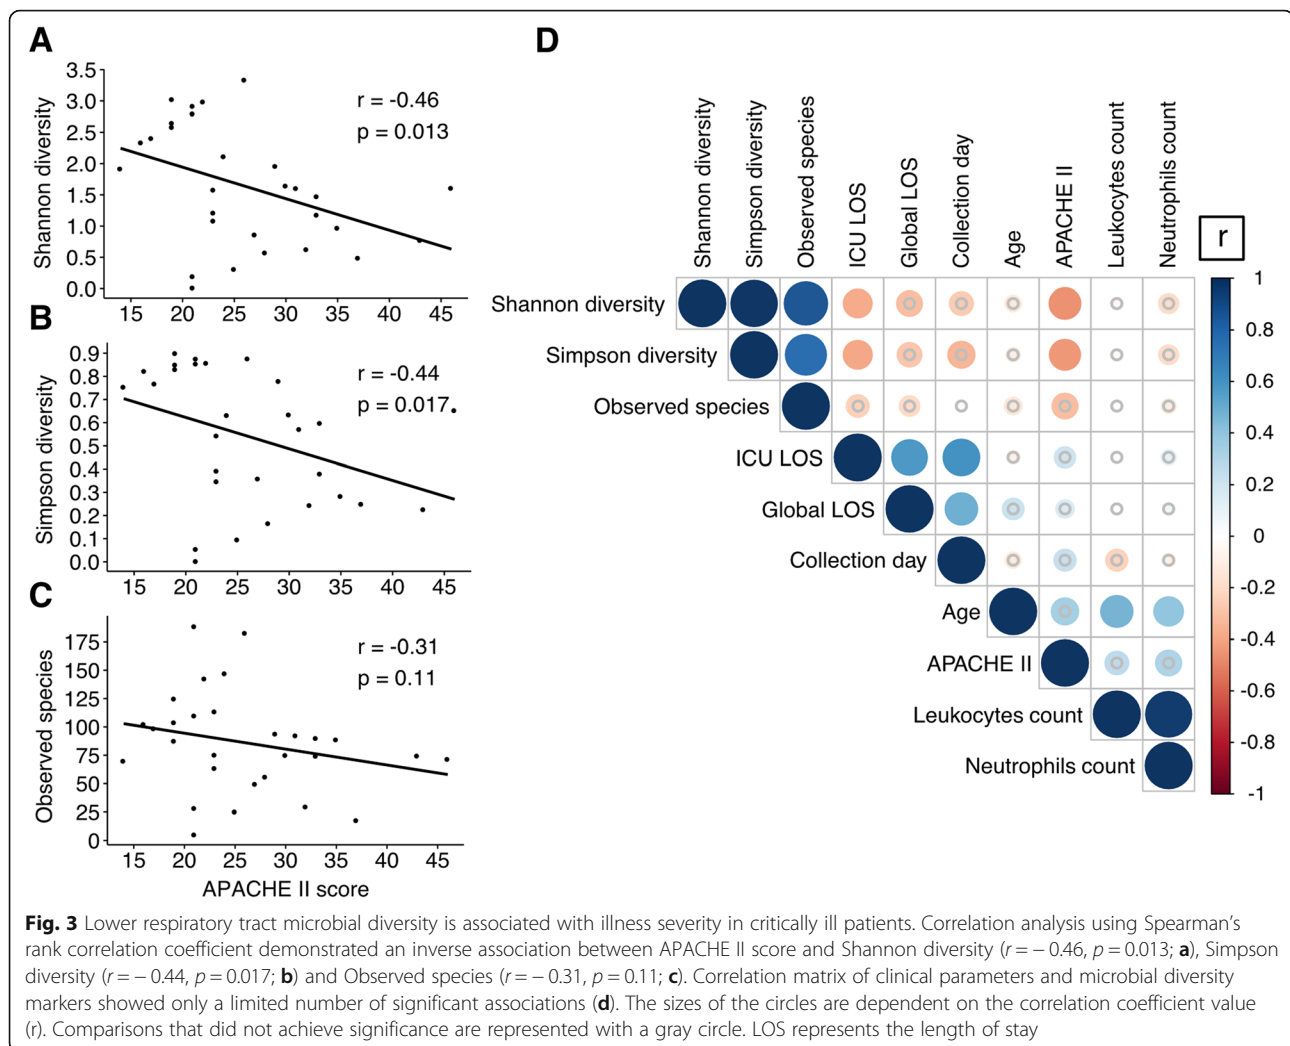 A
Shannon diversity
3.5
3.0
2.5
2.0
1.5
1.0
0.5
0.0
r = -0.46
p = 0.013
15 20 25 30 35 40 45
B
Simpson diversity
0.9
0.8
0.7
0.6
0.5
0.4
0.3
0.2
0.1
0.0
r = -0.44
p = 0.017
15 20 25 30 35 40 45
C
Observed species
175
150
125
100
75
50
25
0
r = -0.31
p = 0.11
15 20 25 30 35 40 45
APACHE II score
D
Shannon diversity
Simpson diversity
Observed species
ICU LOS
Global LOS
Collection day
Age
APACHE II
Leukocytes count
Neutrophils count
Shannon diversity
Simpson diversity
Observed species
ICU LOS
Global LOS
Collection day
Age
APACHE II
Leukocytes count
Neutrophils count
r
1
0.8
0.6
0.4
0.2
0
-0.2
-0.4
-0.6
-0.8
-1
Fig. 3 Lower respiratory tract microbial diversity is associated with illness severity in critically ill patients. Correlation analysis using Spearman's
rank correlation coefficient demonstrated an inverse association between APACHE II score and Shannon diversity (r = − 0.46, p = 0.013; a), Simpson
diversity (r = − 0.44, p = 0.017; b) and Observed species (r = − 0.31, p = 0.11; c). Correlation matrix of clinical parameters and microbial diversity
markers showed only a limited number of significant associations (d). The sizes of the circles are dependent on the correlation coefficient value
(r). Comparisons that did not achieve significance are represented with a gray circle. LOS represents the length of stay